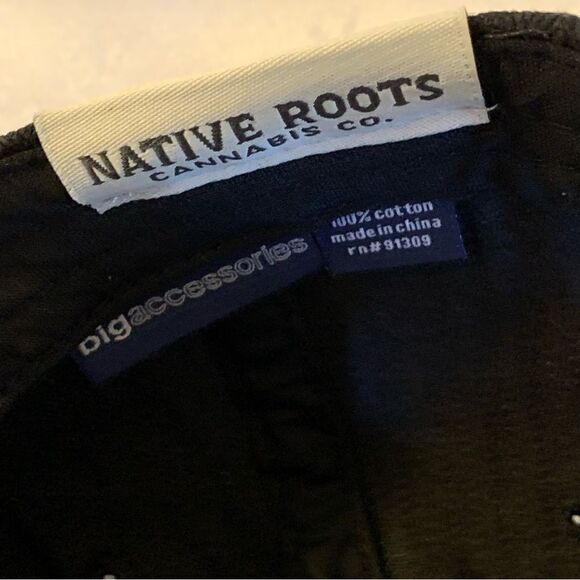 NATIVE ROOTS
CANNABIS CO.
bigaccessories
100% cotton
made in china
rn#91309